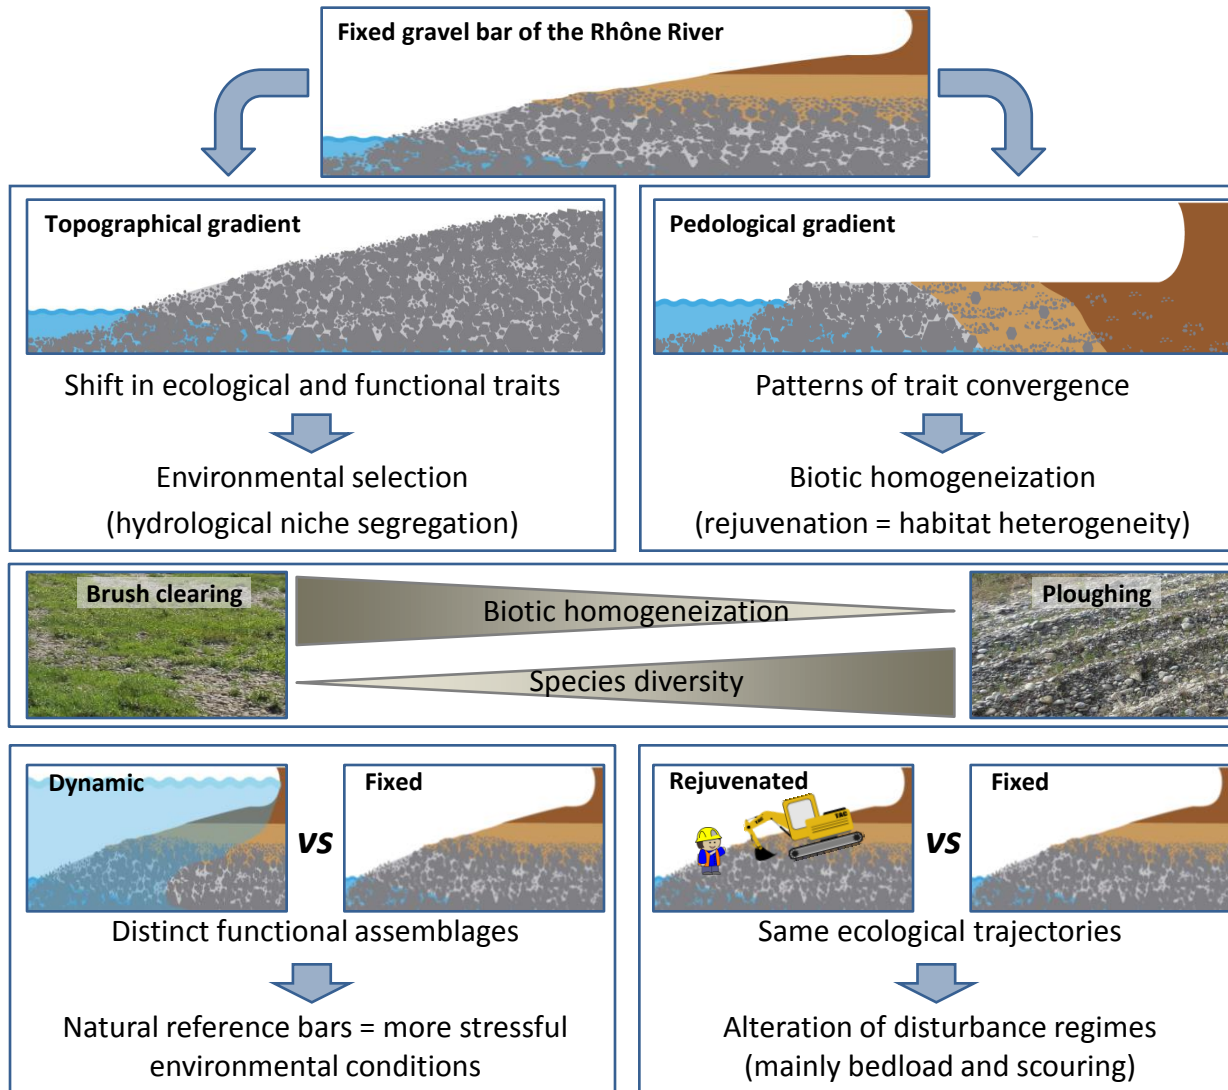 Fixed gravel bar of the Rhône River
Topographical gradient
Shift in ecological and functional traits
Environmental selection
(hydrological niche segregation)
Pedological gradient
Patterns of trait convergence
Biotic homogeneization
(rejuvenation = habitat heterogeneity)
Brush clearing
Biotic homogeneization
Species diversity
Ploughing
Dynamic
vs
Fixed
Distinct functional assemblages
Natural reference bars = more stressful
environmental conditions
Rejuvenated
vs
Fixed
Same ecological trajectories
Alteration of disturbance regimes
(mainly bedload and scouring)